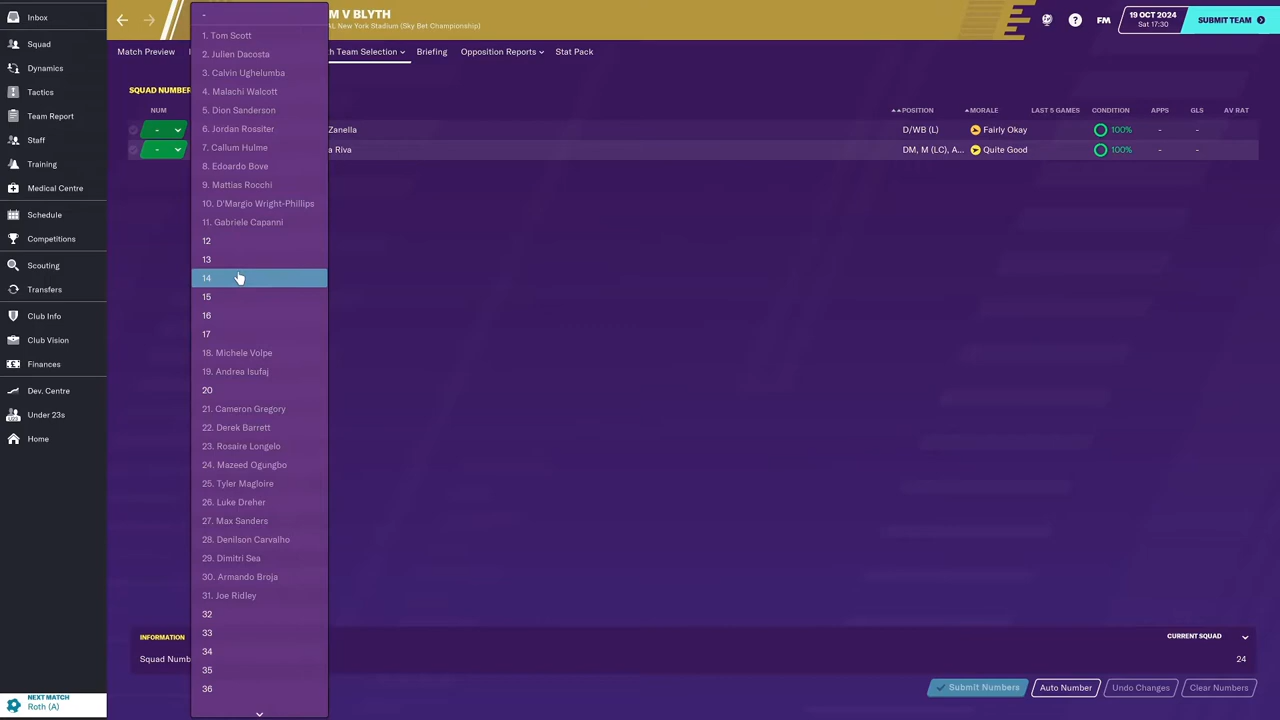 Inbox
Squad
Dynamics
Tactics
Team Report
Staff
Training
Medical Centre
Schedule
Competitions
Scouting
Transfers
Club Info
Club Vision
Finances
Dev. Centre
Under 23s
Home
NEXT MATCH
Roth (A)
M V BLYTH
AL New York Stadium (Sky Bet Championship)
FM
19 OCT 2024
Sat 17:30
SUBMIT TEAM
Match Preview
h Team Selection
Briefing
Opposition Reports
Stat Pack
SQUAD NUMBER
NUM
POSITION
MORALE
LAST 5 GAMES
CONDITION
APPS
GLS
AV RAT
- Zanella D/WB (L) Fairly Okay 100% - - -
- a Riva DM, M (LC), A... Quite Good 100% - - -
-
1. Tom Scott
2. Julien Dacosta
3. Calvin Ughelumba
4. Malachi Walcott
5. Dion Sanderson
6. Jordan Rossiter
7. Callum Hulme
8. Edoardo Bove
9. Mattias Rocchi
10. D'Margio Wright-Phillips
11. Gabriele Capanni
12
13
14
15
16
17
18. Michele Volpe
19. Andrea Isufaj
20
21. Cameron Gregory
22. Derek Barrett
23. Rosaire Longelo
24. Mazeed Ogungbo
25. Tyler Magloire
26. Luke Dreher
27. Max Sanders
28. Denilson Carvalho
29. Dimitri Sea
30. Armando Broja
31. Joe Ridley
32
33
34
35
36
INFORMATION
CURRENT SQUAD
Squad Numb
24
Submit Numbers
Auto Number
Undo Changes
Clear Numbers